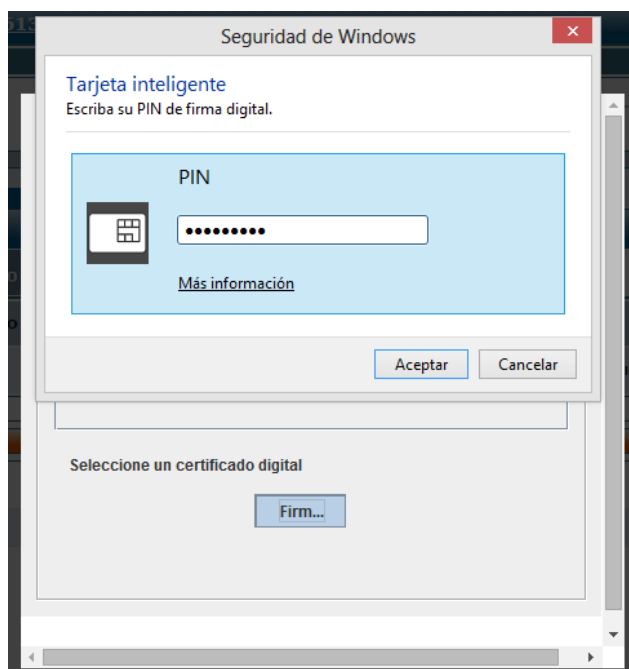 513
Seguridad de Windows
Tarjeta inteligente
Escriba su PIN de firma digital.
PIN
•••••••••
Más información
Aceptar
Cancelar
Seleccione un certificado digital
Firm...